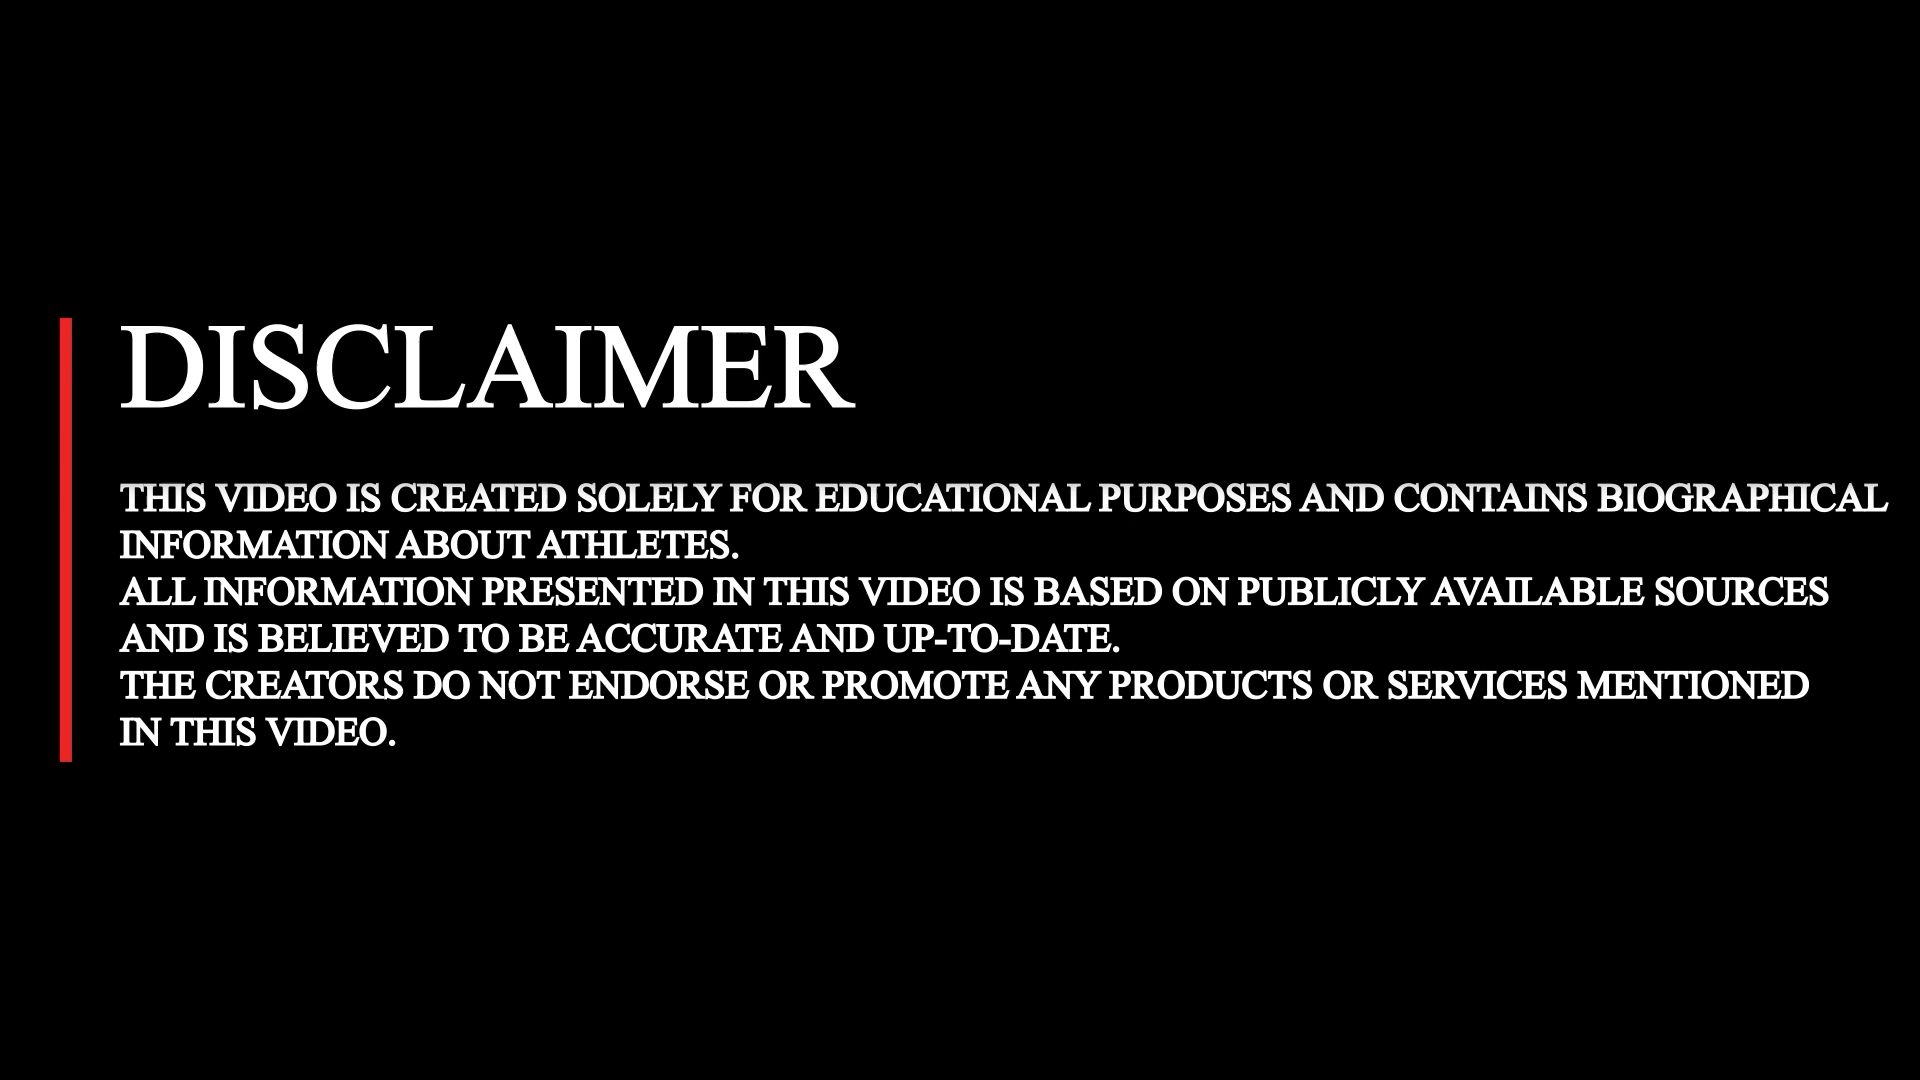 DISCLAIMER
THIS VIDEO IS CREATED SOLELY FOR EDUCATIONAL PURPOSES AND CONTAINS BIOGRAPHICAL
INFORMATION ABOUT ATHLETES.
ALL INFORMATION PRESENTED IN THIS VIDEO IS BASED ON PUBLICLY AVAILABLE SOURCES
AND IS BELIEVED TO BE ACCURATE AND UP-TO-DATE.
THE CREATORS DO NOT ENDORSE OR PROMOTE ANY PRODUCTS OR SERVICES MENTIONED
IN THIS VIDEO.